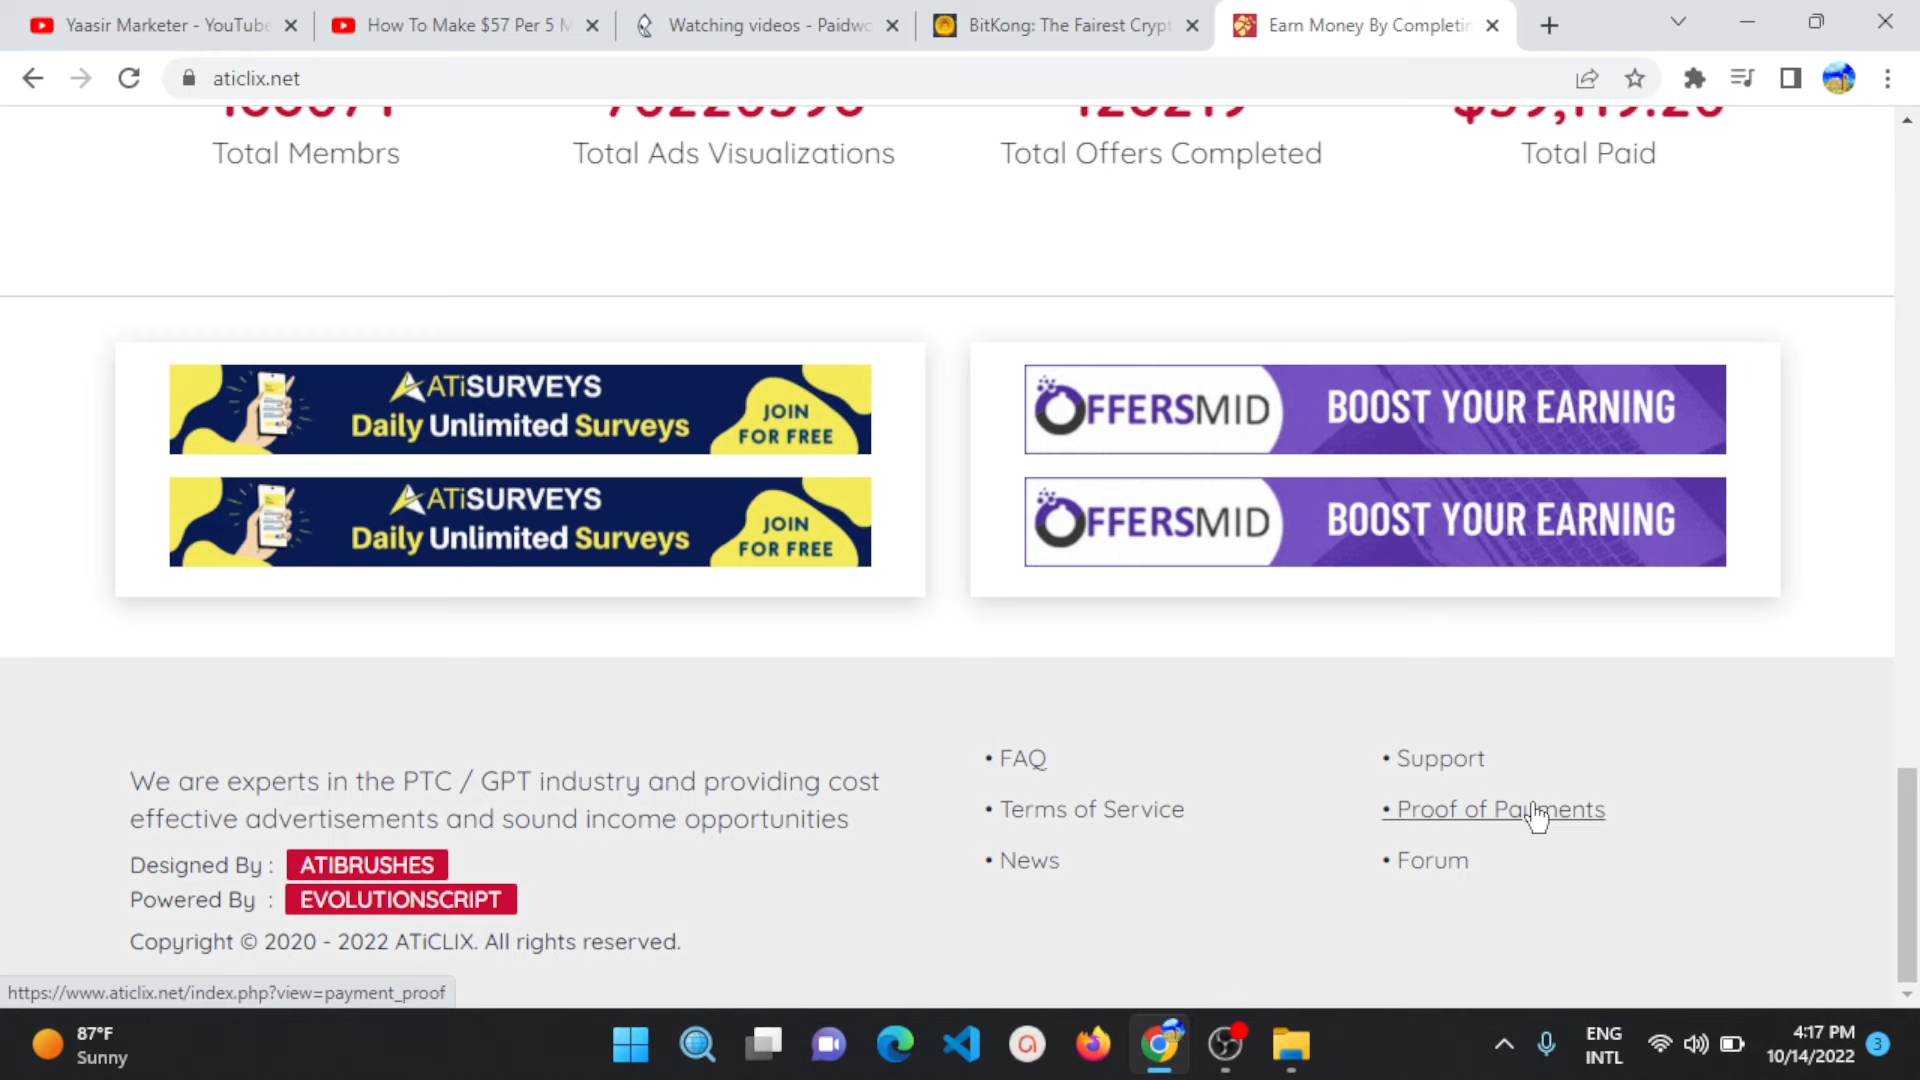 Yaasir Marketer - YouTube
How To Make $57 Per 5 M
Watching videos - Paidwo
BitKong: The Fairest Crypt
Earn Money By Completin
aticlix.net
Total Membrs
Total Ads Visualizations
Total Offers Completed
Total Paid
ATiSURVEYS
Daily Unlimited Surveys
JOIN
FOR FREE
OFFERSMID
BOOST YOUR EARNING
ATiSURVEYS
Daily Unlimited Surveys
JOIN
FOR FREE
OFFERSMID
BOOST YOUR EARNING
We are experts in the PTC / GPT industry and providing cost
effective advertisements and sound income opportunities
Designed By : ATIBRUSHES
Powered By : EVOLUTIONSCRIPT
Copyright © 2020 - 2022 ATiCLIX. All rights reserved.
• FAQ
• Terms of Service
• News
• Support
• Proof of Payments
• Forum
https://www.aticlix.net/index.php?view=payment_proof
87°F
Sunny
ENG
INTL
4:17 PM
10/14/2022
3